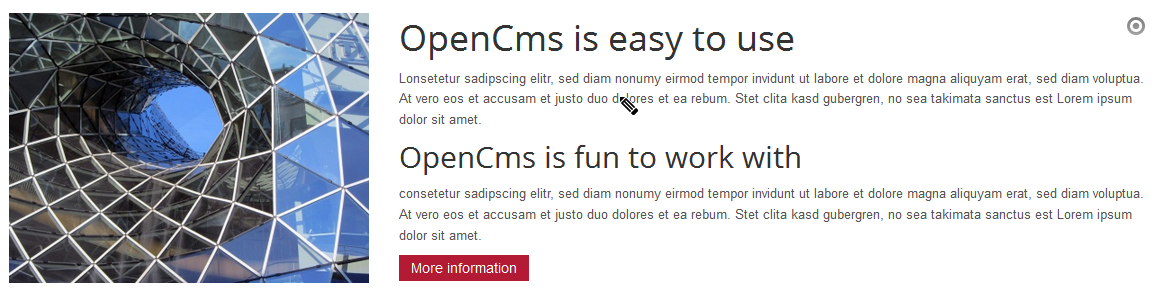 OpenCms is easy to use
Lonsetetur sadipscing elitr, sed diam nonumy eirmod tempor invidunt ut labore et dolore magna aliquyam erat, sed diam voluptua.
At vero eos et accusam et justo duo dolores et ea rebum. Stet clita kasd gubergren, no sea takimata sanctus est Lorem ipsum
dolor sit amet.
OpenCms is fun to work with
consetetur sadipscing elitr, sed diam nonumy eirmod tempor invidunt ut labore et dolore magna aliquyam erat, sed diam voluptua.
At vero eos et accusam et justo duo dolores et ea rebum. Stet clita kasd gubergren, no sea takimata sanctus est Lorem ipsum
dolor sit amet.
More information